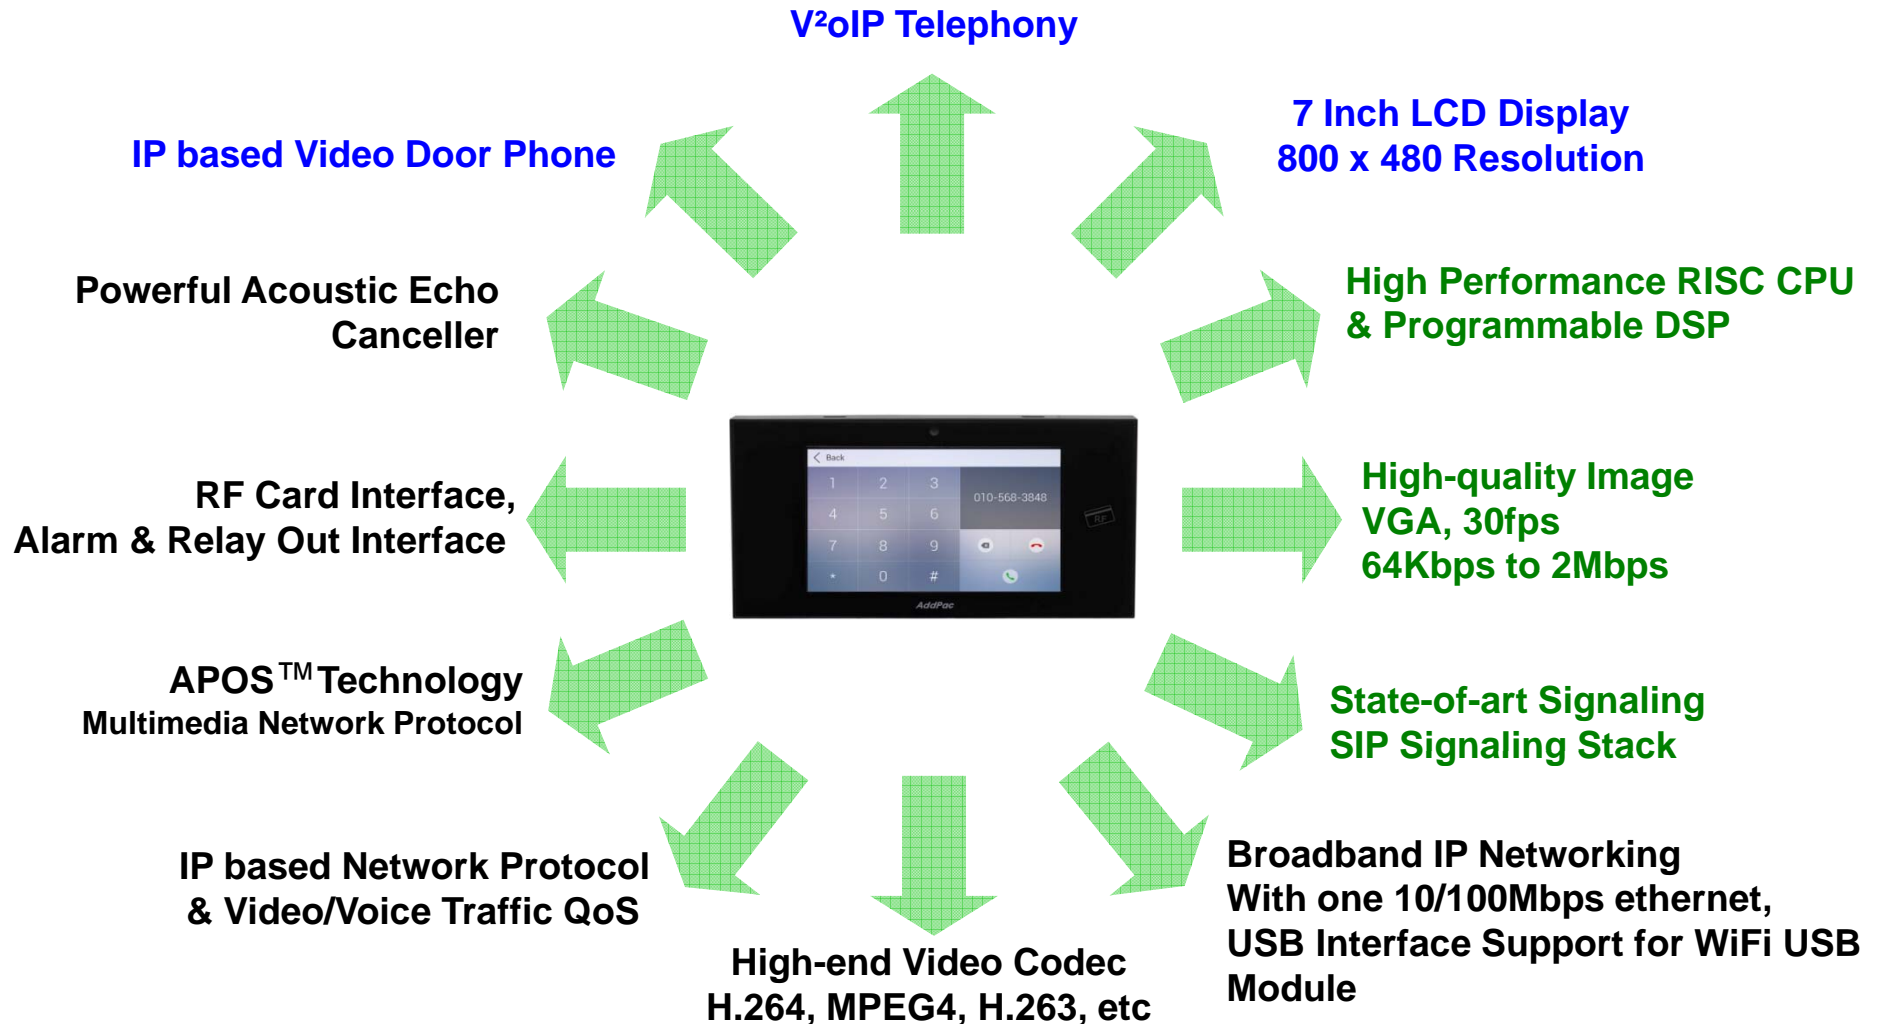 V²oIP Telephony
7 Inch LCD Display
800 x 480 Resolution
IP based Video Door Phone
High Performance RISC CPU
& Programmable DSP
Powerful Acoustic Echo
Canceller
High-quality Image
VGA, 30fps
64Kbps to 2Mbps
RF Card Interface,
Alarm & Relay Out Interface
< Back
1 2 3
010-568-3848
4 5 6
7 8 9
* 0 #
RF
AddPac
APOS™ Technology
Multimedia Network Protocol
State-of-art Signaling
SIP Signaling Stack
IP based Network Protocol
& Video/Voice Traffic QoS
Broadband IP Networking
With one 10/100Mbps ethernet,
USB Interface Support for WiFi USB
Module
High-end Video Codec
H.264, MPEG4, H.263, etc